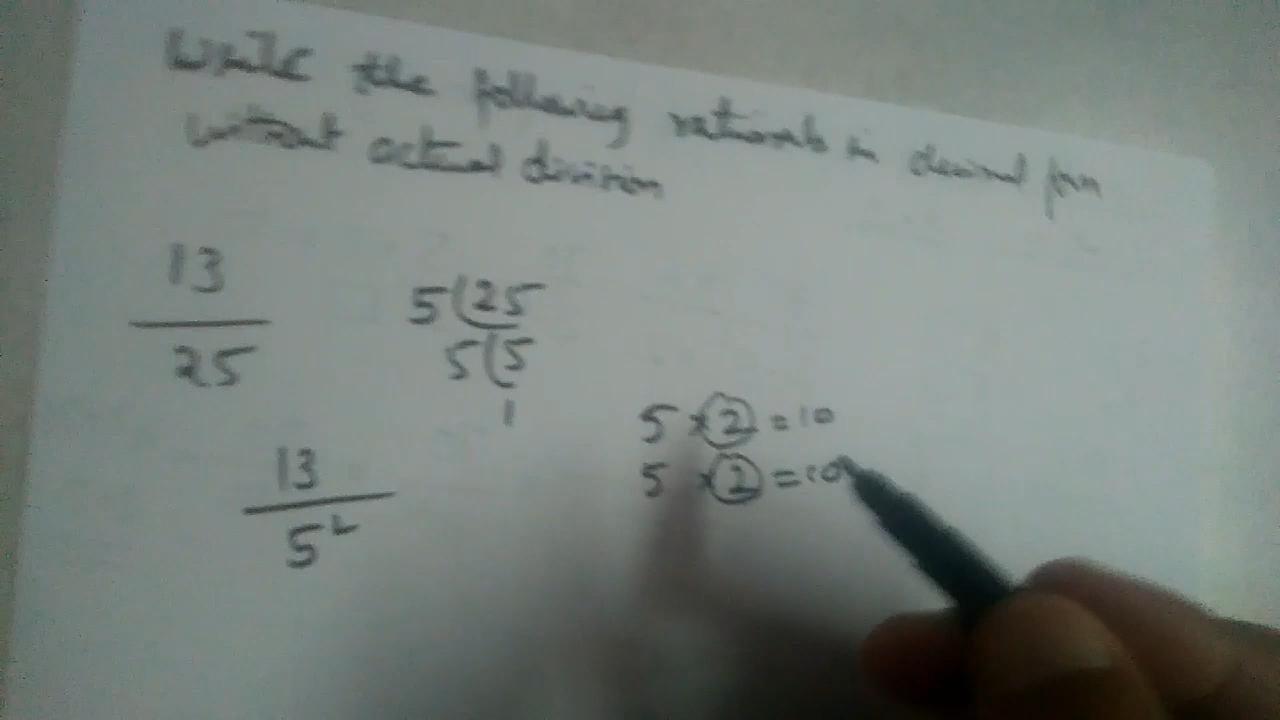 Write the following rationals in decimal form
without actual division
13
25
5(25
5(5
1
13
5²
5 × 2 = 10
5 × 2 = 10